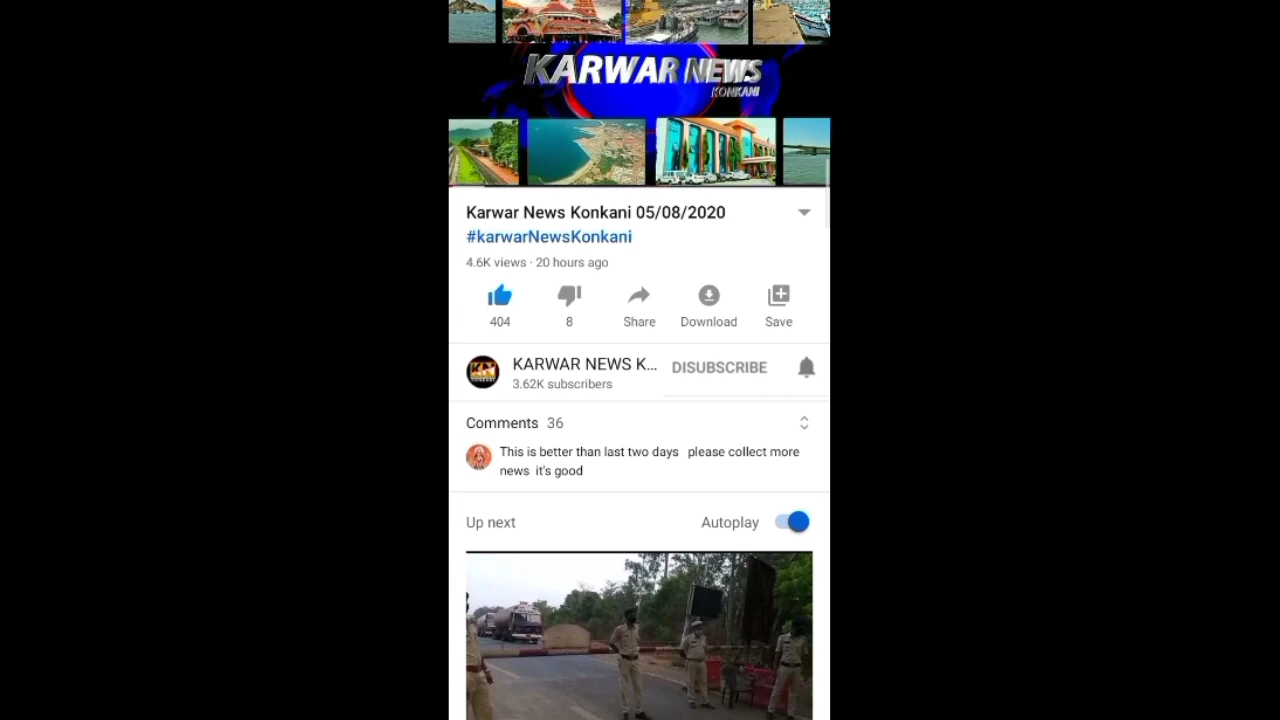 KARWAR NEWS
KONKANI
Karwar News Konkani 05/08/2020
#karwarNewsKonkani
4.6K views · 20 hours ago
404
8
Share
Download
Save
KARWAR NEWS K...
DISUBSCRIBE
3.62K subscribers
Comments 36
This is better than last two days please collect more
news it's good
Up next
Autoplay